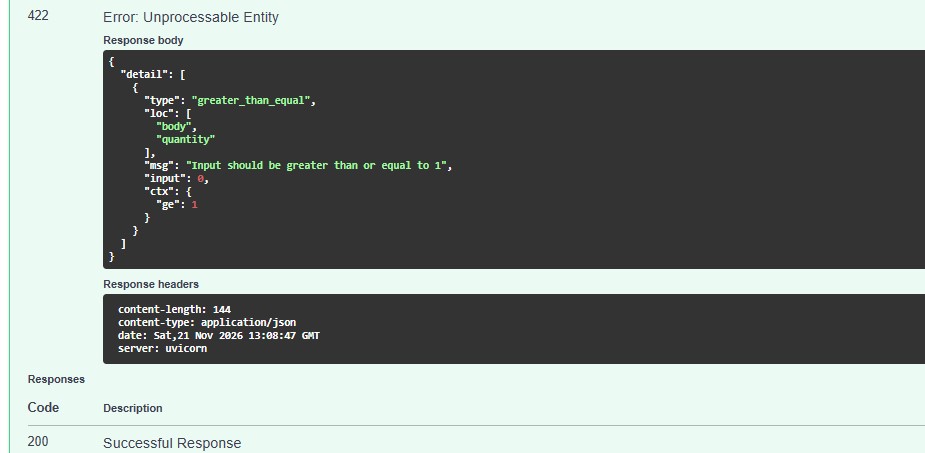 422 Error: Unprocessable Entity
Response body
{
  "detail": [
    {
      "type": "greater_than_equal",
      "loc": [
        "body",
        "quantity"
      ],
      "msg": "Input should be greater than or equal to 1",
      "input": 0,
      "ctx": {
        "ge": 1
      }
    }
  ]
}
Response headers
content-length: 144
content-type: application/json
date: Sat,21 Nov 2026 13:08:47 GMT
server: uvicorn
Responses
Code Description
200 Successful Response